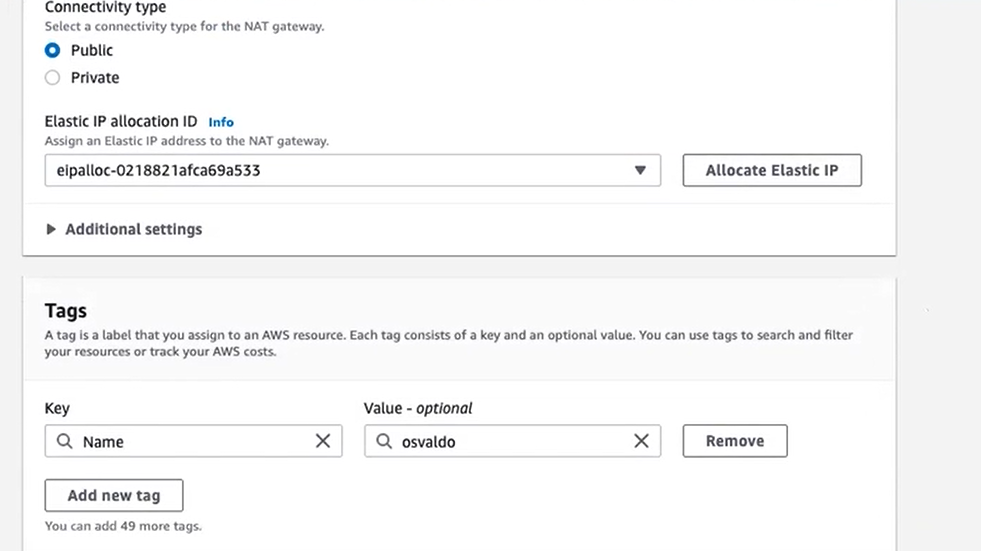 Connectivity type
Select a connectivity type for the NAT gateway.
Public
Private
Elastic IP allocation ID Info
Assign an Elastic IP address to the NAT gateway.
eipalloc-0218821afca69a533
Allocate Elastic IP
Additional settings
Tags
A tag is a label that you assign to an AWS resource. Each tag consists of a key and an optional value. You can use tags to search and filter
your resources or track your AWS costs.
Key
Value - optional
Name
osvaldo
Remove
Add new tag
You can add 49 more tags.